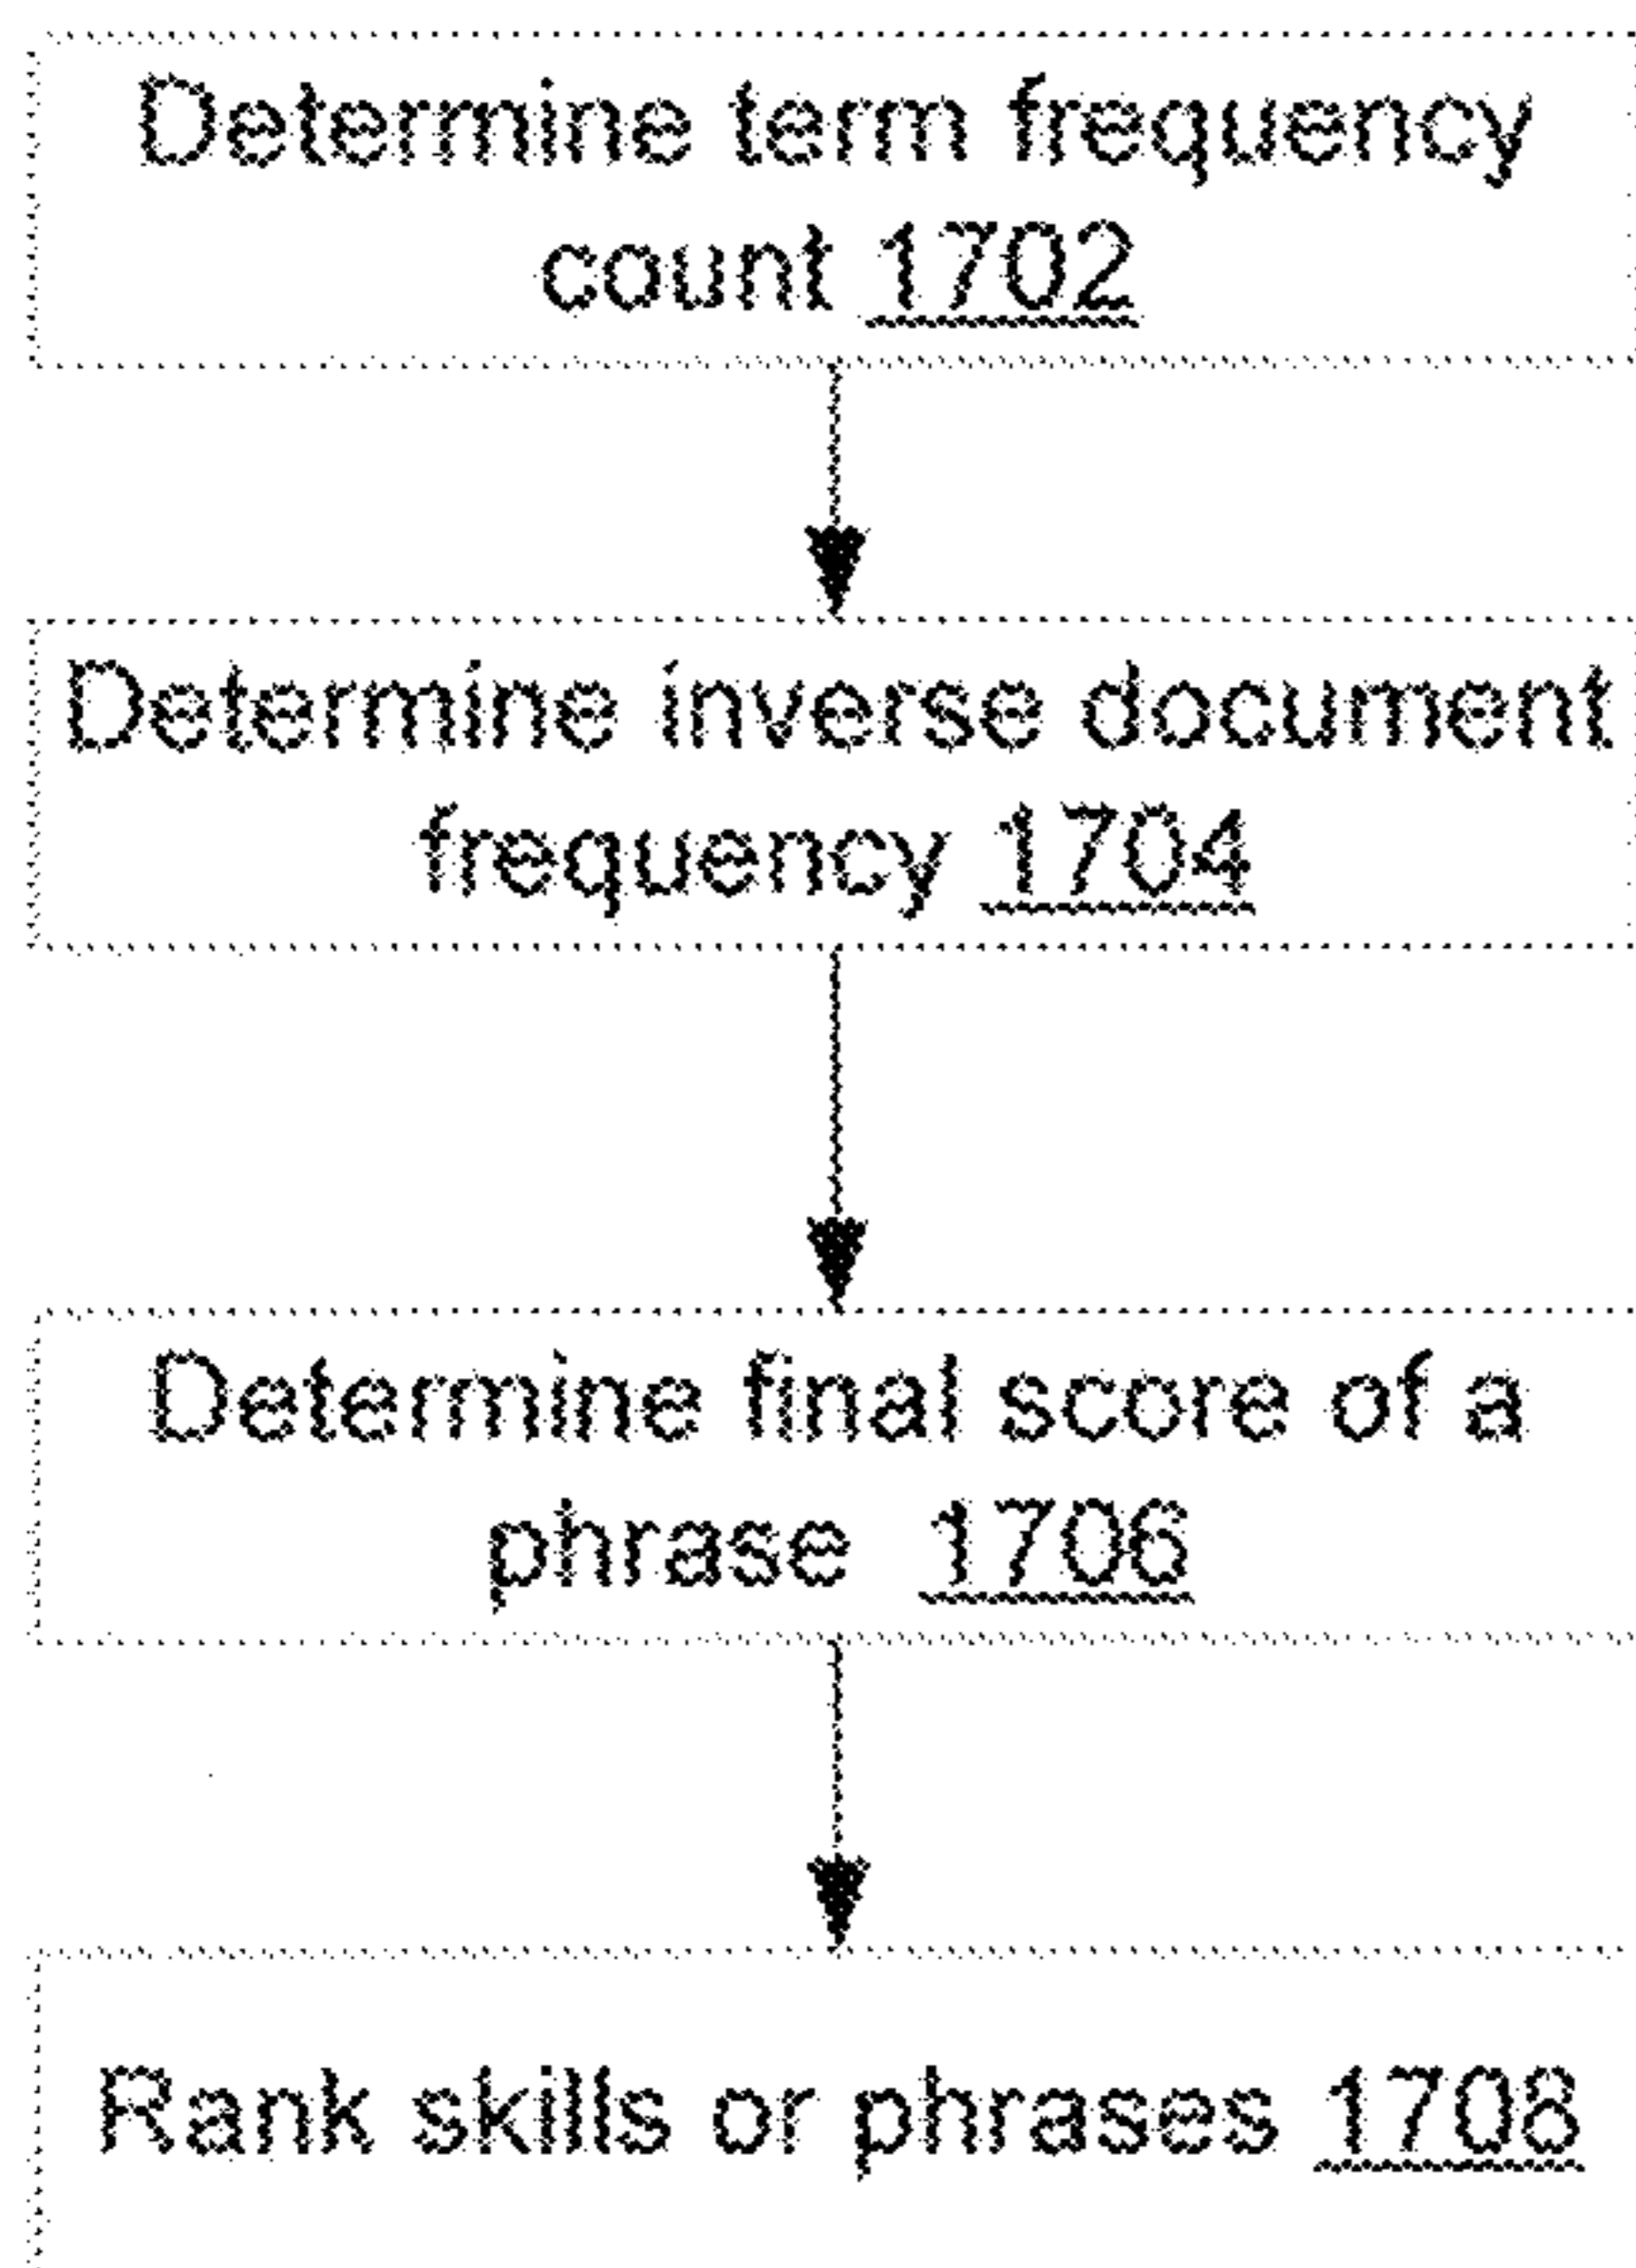 Determine term frequency
count 1702
Determine inverse document
frequency 1704
Determine final score of a
phrase 1706
Rank skills or phrases 1708